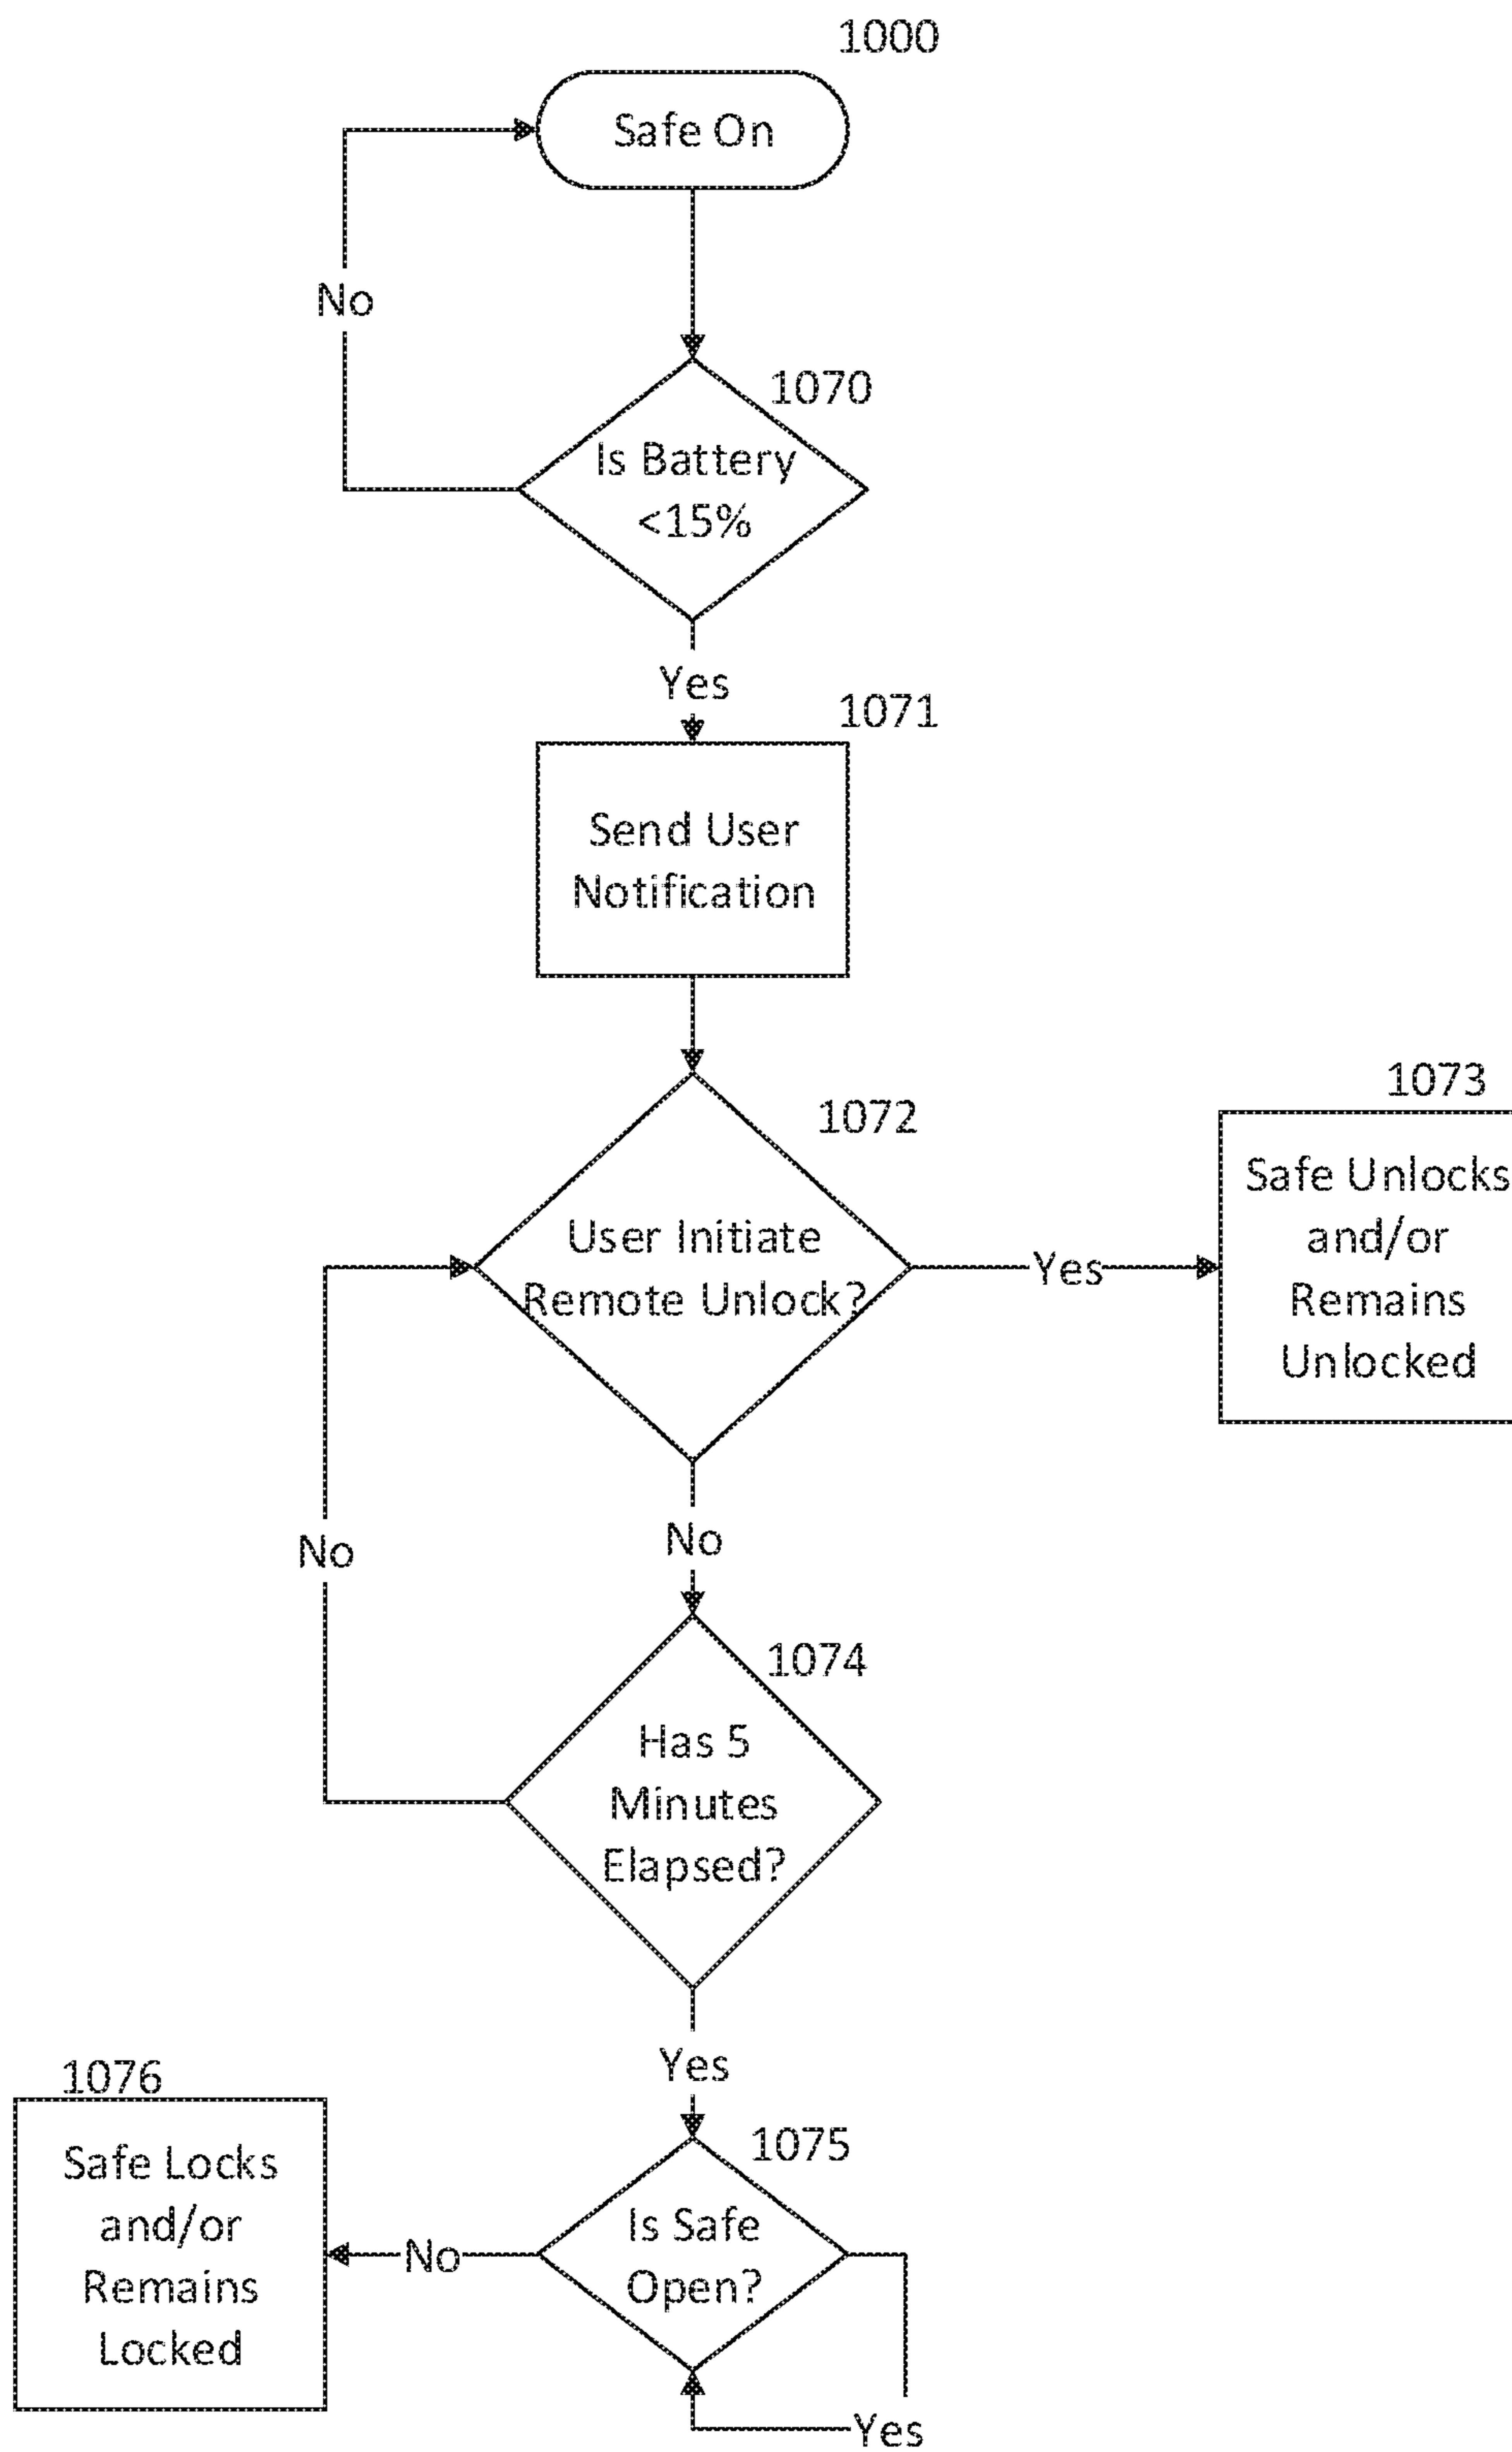 1000
Safe On
No
1070
Is Battery
<15%
Yes
1071
Send User
Notification
1072
1073
User Initiate
Remote Unlock?
Yes
Safe Unlocks
and/or
Remains
Unlocked
No
No
1074
Has 5
Minutes
Elapsed?
Yes
1076
1075
Safe Locks
and/or
Remains
Locked
No
Is Safe
Open?
Yes